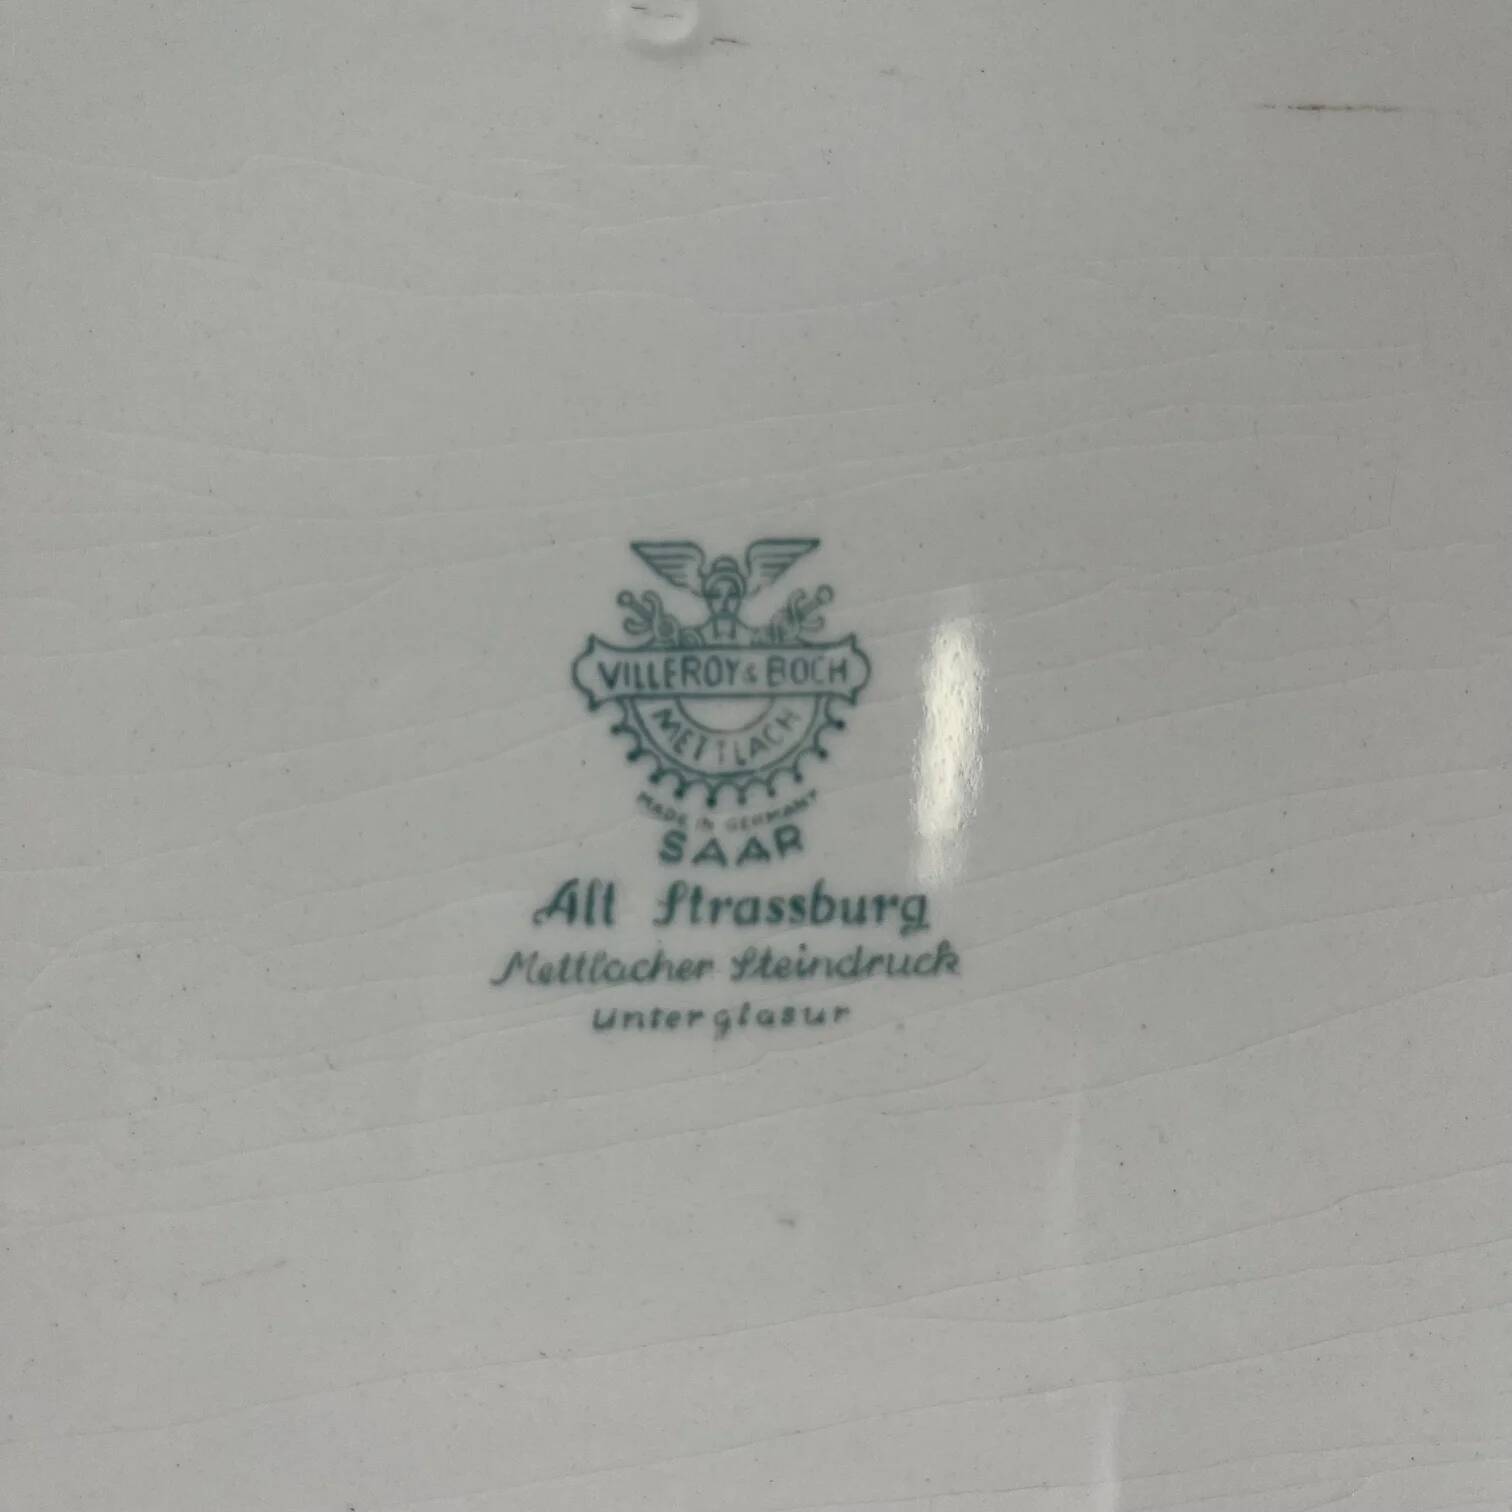 VILLEROY & BOCH
METTLACH
MADE IN GERMANY
SAAR
Alt Strassburg
Mettlacher Steindruck
unterglasur